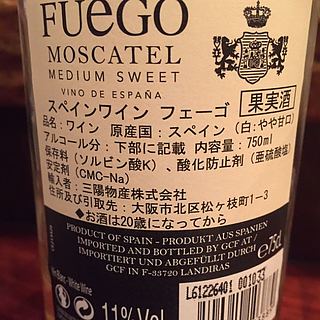 FUEGO
MOSCATEL
MEDIUM SWEET
VINO DE ESPAÑA
スペインワイン フェーゴ 果実酒
品名:ワイン 原産国:スペイン (白:やや甘口)
アルコール分:下部に記載 内容量:750ml
保存料(ソルビン酸K)、酸化防止剤(亜硫酸塩)
安定剤(CMC-Na)
輸入者:三陽物産株式会社
住所及び引取先:大阪市北区松ヶ枝町1−3
◆お酒は20歳になってから
PRODUCT OF SPAIN - PRODUKT AUS SPANIEN
IMPORTED AND BOTTLED BY GCF AT /
IMPORTIERT UND ABGEFÜLLT DURCH
GCF IN F-33720 LANDIRAS
75cl
L61226401 001033
11% Vol.